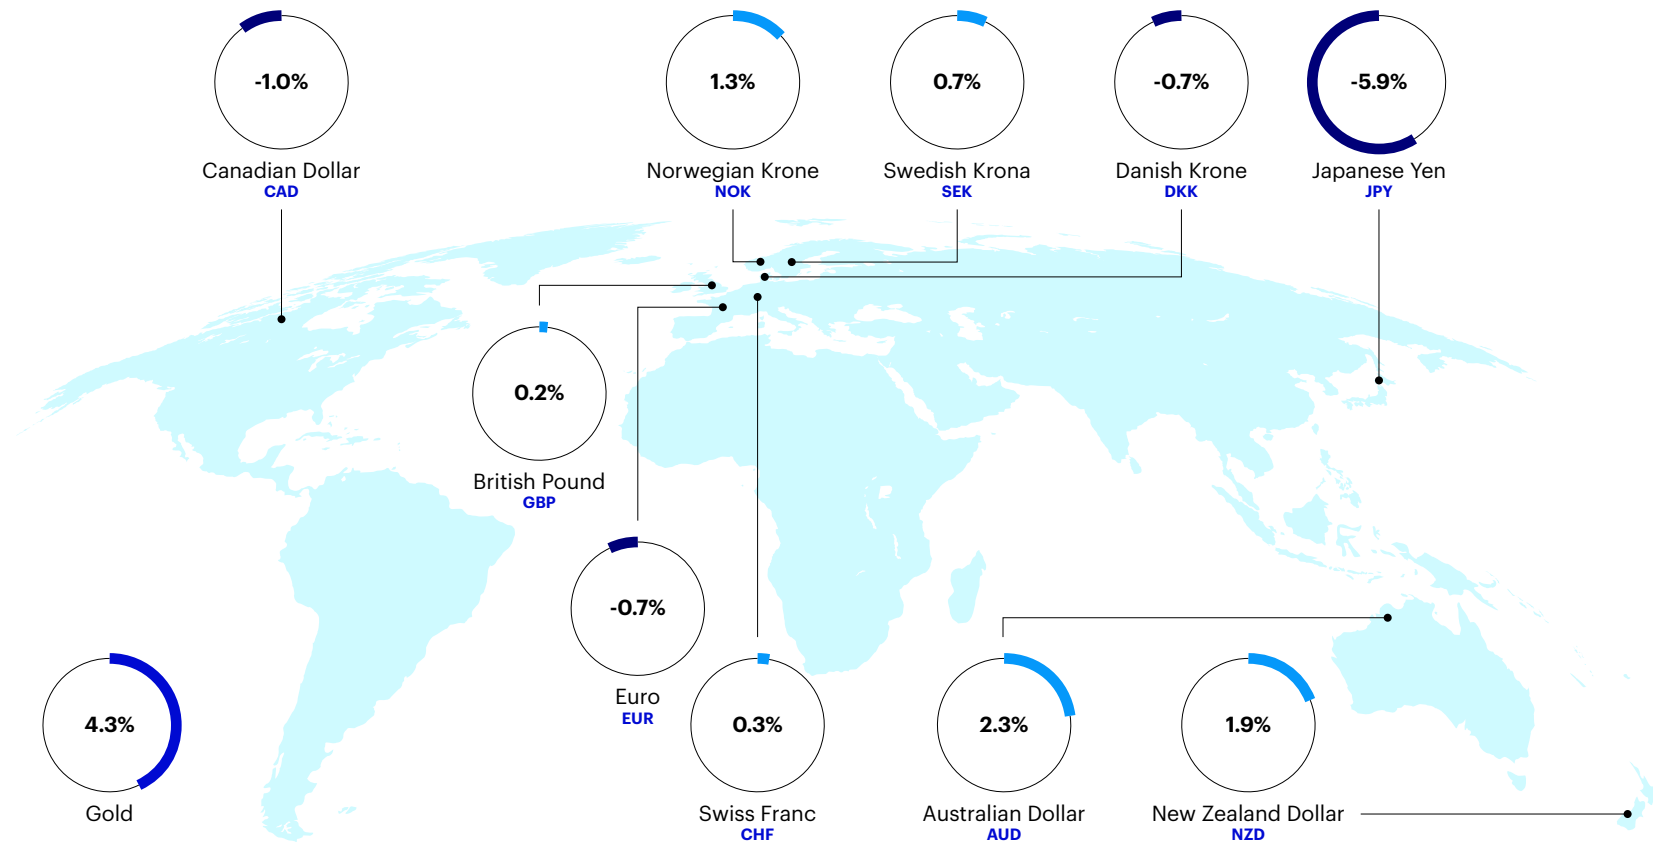 -1.0%
Canadian Dollar
CAD
1.3%
Norwegian Krone
NOK
0.7%
Swedish Krona
SEK
-0.7%
Danish Krone
DKK
-5.9%
Japanese Yen
JPY
0.2%
British Pound
GBP
-0.7%
Euro
EUR
4.3%
Gold
0.3%
Swiss Franc
CHF
2.3%
Australian Dollar
AUD
1.9%
New Zealand Dollar
NZD